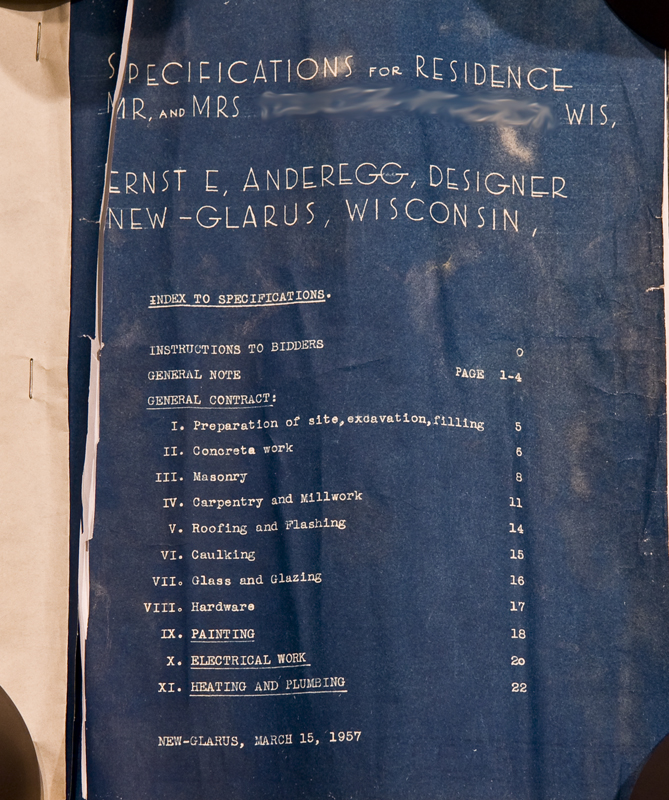 SPECIFICATIONS FOR RESIDENCE
MR, AND MRS WIS,
ERNST E, ANDEREGG, DESIGNER
NEW-GLARUS, WISCONSIN,
INDEX TO SPECIFICATIONS.
INSTRUCTIONS TO BIDDERS 0
GENERAL NOTE PAGE 1-4
GENERAL CONTRACT:
I. Preparation of site,excavation,filling 5
II. Concrete work 6
III. Masonry 8
IV. Carpentry and Millwork 11
V. Roofing and Flashing 14
VI. Caulking 15
VII. Glass and Glazing 16
VIII. Hardware 17
IX. PAINTING 18
X. ELECTRICAL WORK 20
XI. HEATING AND PLUMBING 22
NEW-GLARUS, MARCH 15, 1957